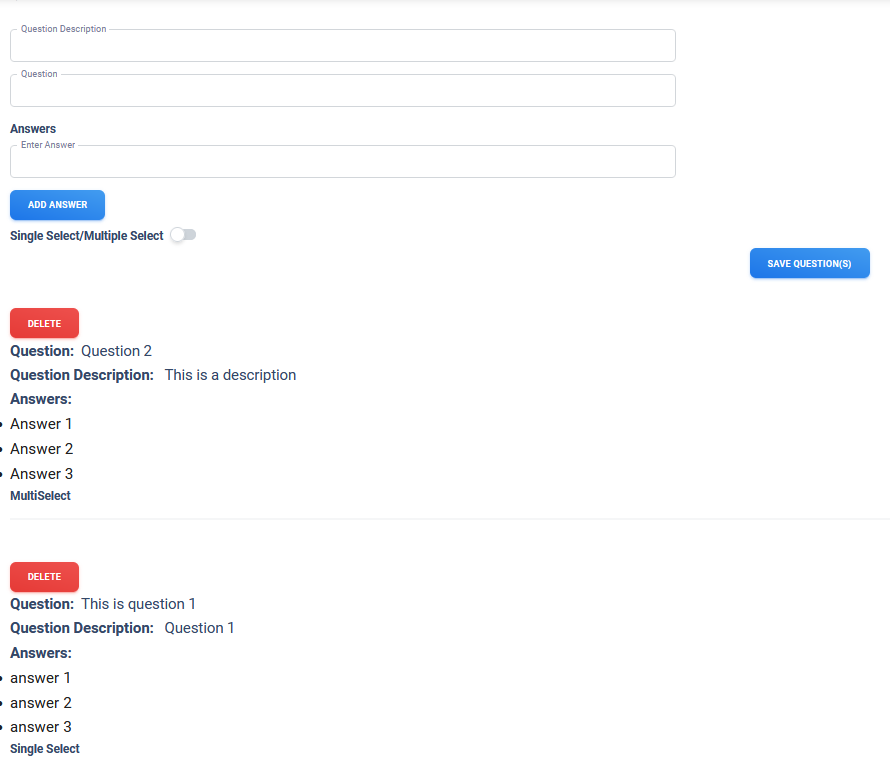 Question Description
Question
Answers
Enter Answer
ADD ANSWER
Single Select/Multiple Select
SAVE QUESTION(S)
DELETE
Question: Question 2
Question Description: This is a description
Answers:
Answer 1
Answer 2
Answer 3
MultiSelect
DELETE
Question: This is question 1
Question Description: Question 1
Answers:
answer 1
answer 2
answer 3
Single Select